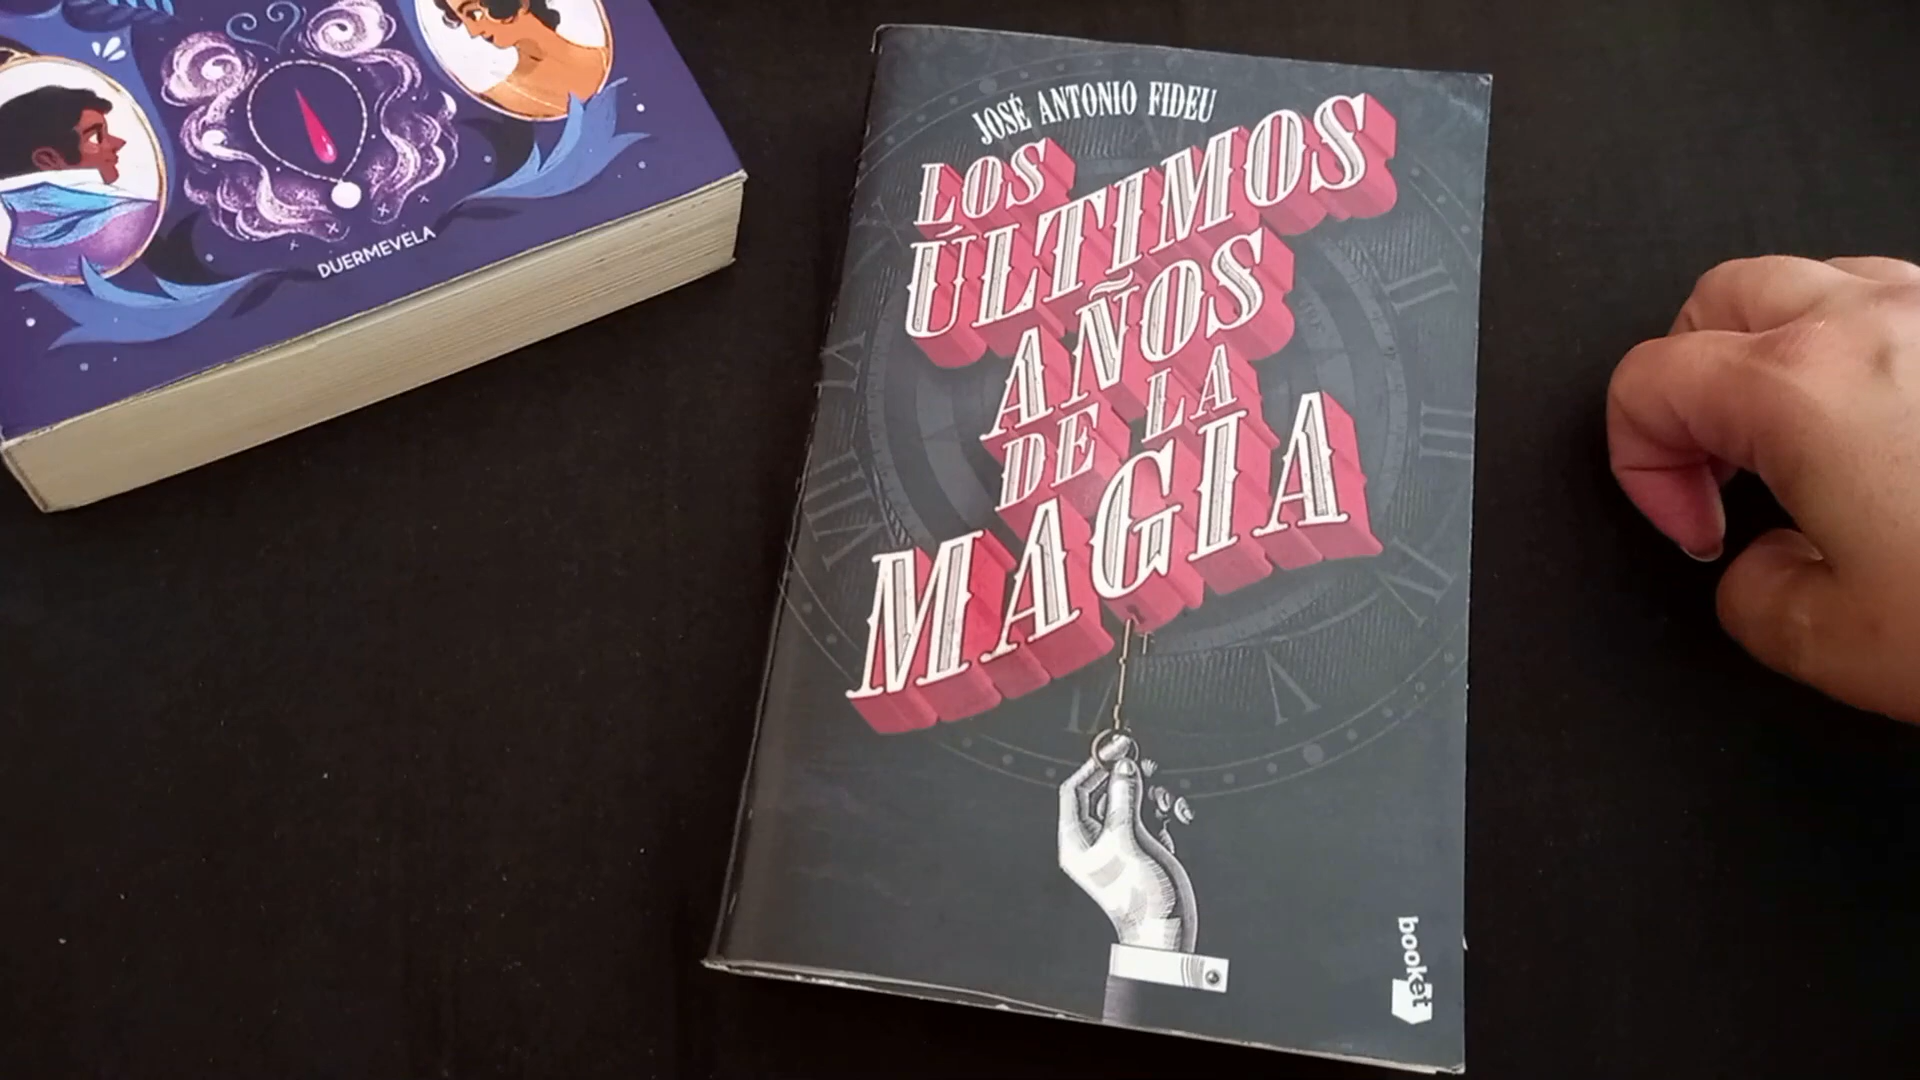 DUERMEVELA
JOSÉ ANTONIO FIDEU
LOS
ÚLTIMOS
AÑOS
DE LA
MAGIA
booket